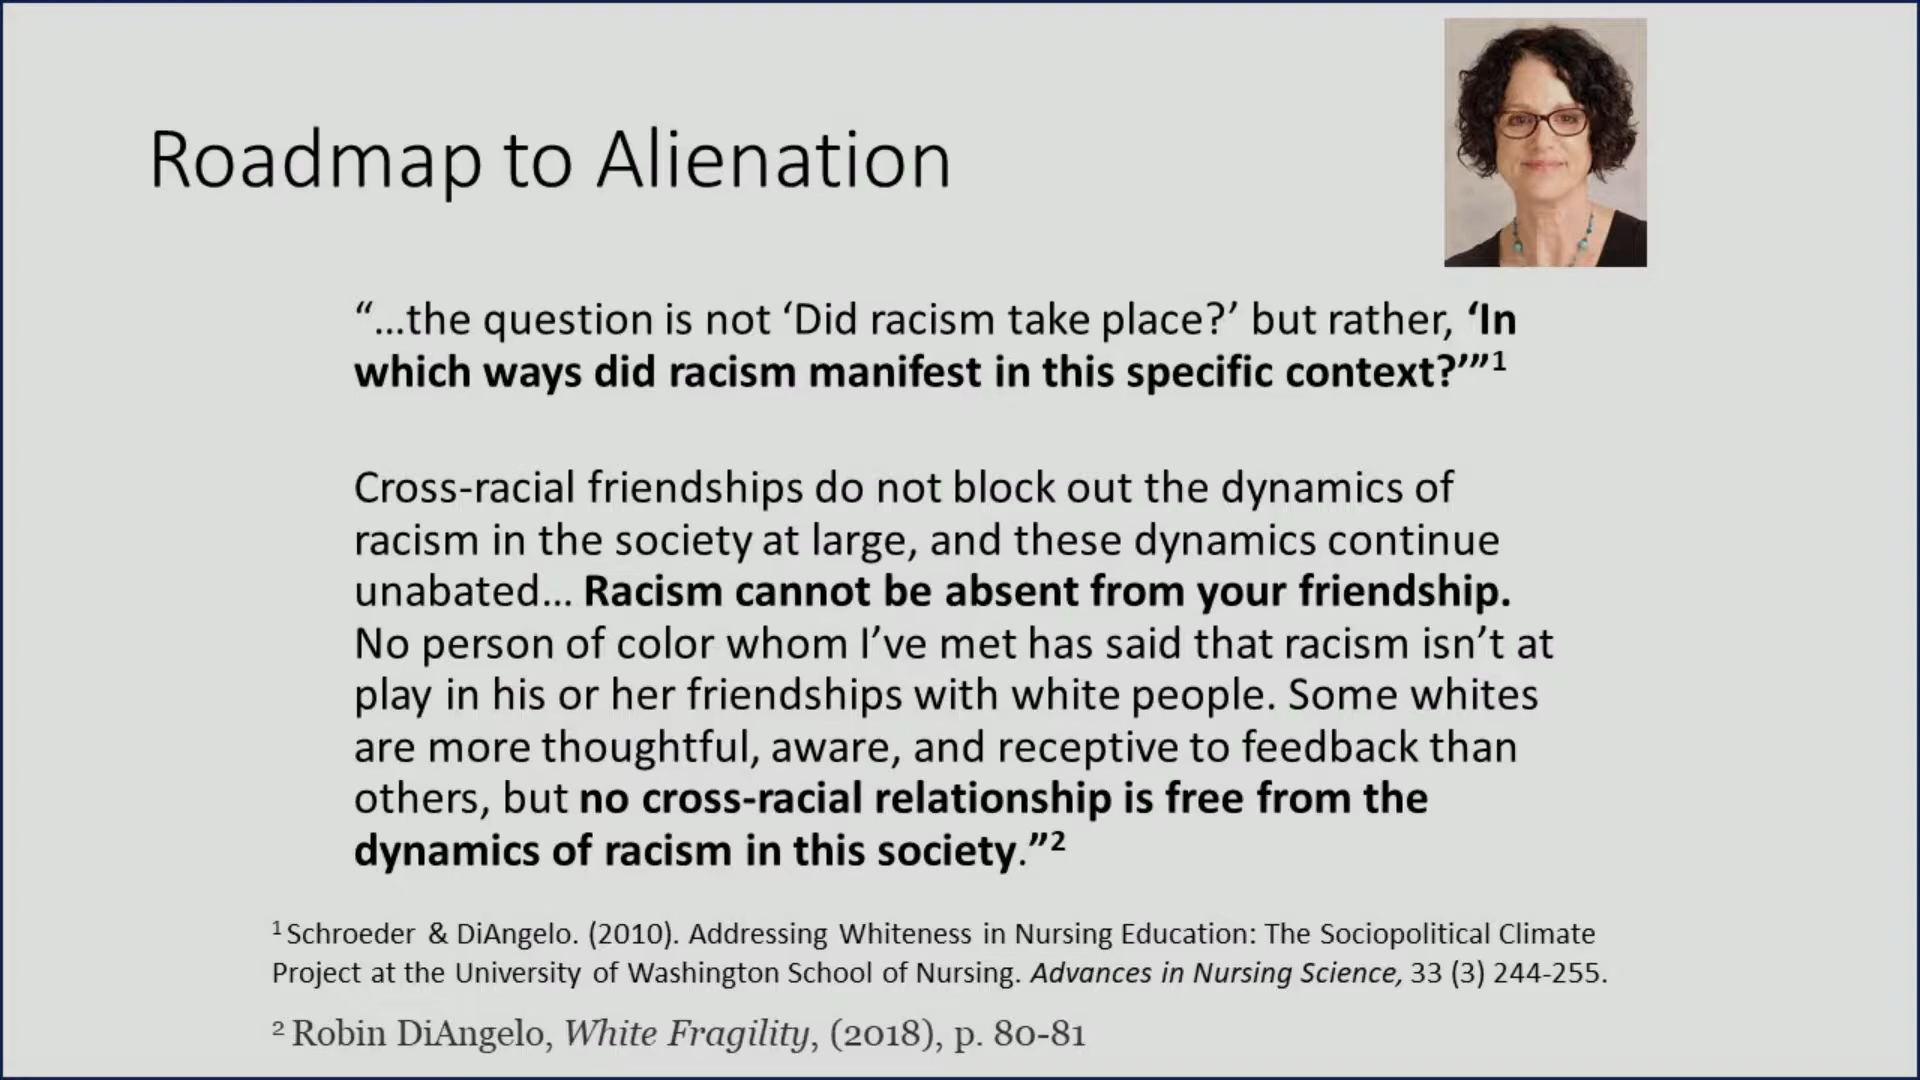 Roadmap to Alienation
“…the question is not ‘Did racism take place?’ but rather, ‘In
which ways did racism manifest in this specific context?’”1
Cross-racial friendships do not block out the dynamics of
racism in the society at large, and these dynamics continue
unabated… Racism cannot be absent from your friendship.
No person of color whom I’ve met has said that racism isn’t at
play in his or her friendships with white people. Some whites
are more thoughtful, aware, and receptive to feedback than
others, but no cross-racial relationship is free from the
dynamics of racism in this society.”2
1 Schroeder & DiAngelo. (2010). Addressing Whiteness in Nursing Education: The Sociopolitical Climate
Project at the University of Washington School of Nursing. Advances in Nursing Science, 33 (3) 244-255.
2 Robin DiAngelo, White Fragility, (2018), p. 80-81